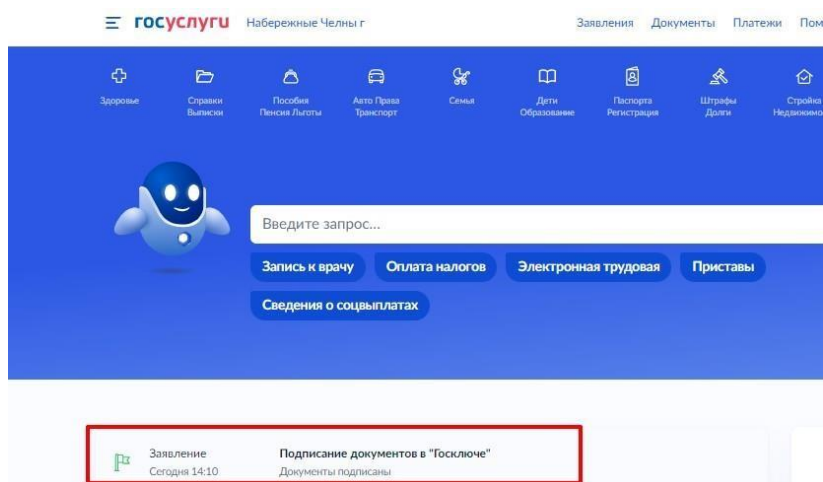 госуслуги Набережные Челны г Заявления Документы Платежи Пом
Здоровье
Справки
Выписки
Пособия
Пенсия Льготы
Авто Права
Транспорт
Семья
Дети
Образование
Паспорта
Регистрация
Штрафы
Долги
Стройка
Недвижимо
Введите запрос...
Запись к врачу Оплата налогов Электронная трудовая Приставы
Сведения о соцвыплатах
Заявление Подписание документов в "Госключе"
Сегодня 14:10 Документы подписаны